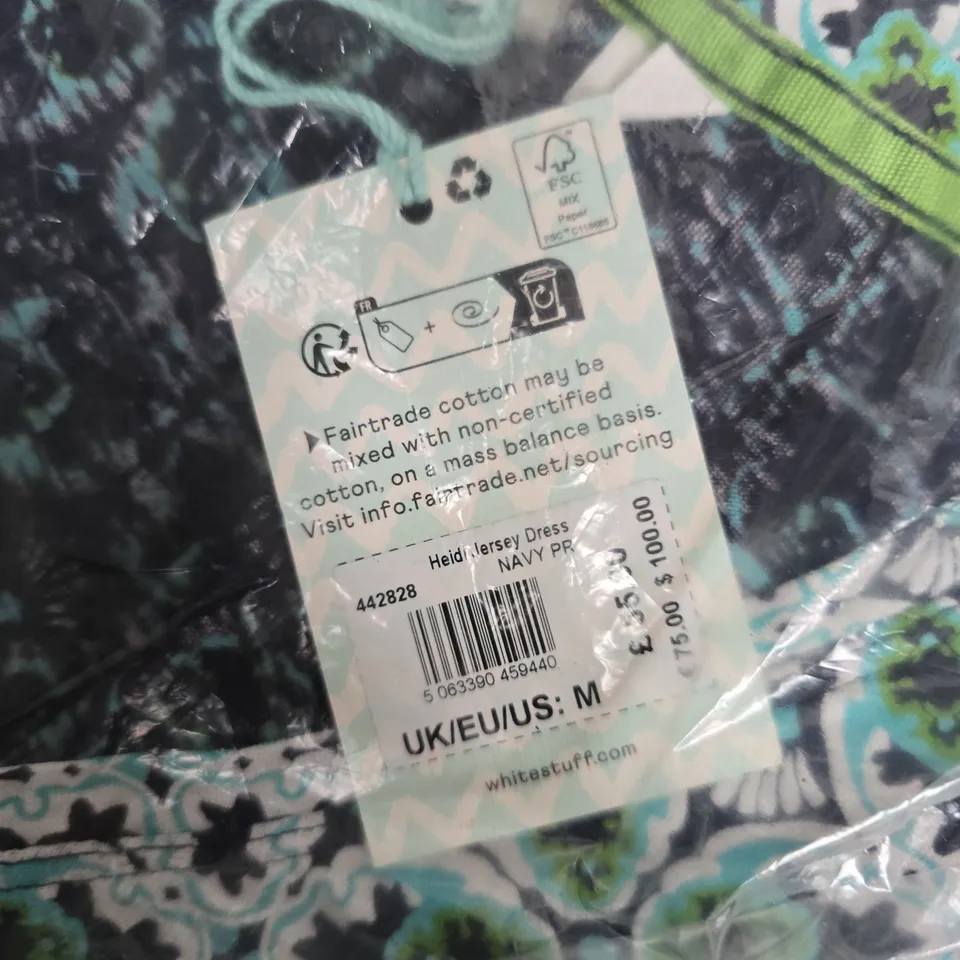 FSC
MIX
Paper
FSC™ C118685
FR
+
Fairtrade cotton may be
mixed with non-certified
cotton, on a mass balance basis.
Visit info.fairtrade.net/sourcing
Heidi Jersey Dress
NAVY PR
442828
5 063390 459440
UK/EU/US: M
75.00 $ 100.00
whitestuff.com